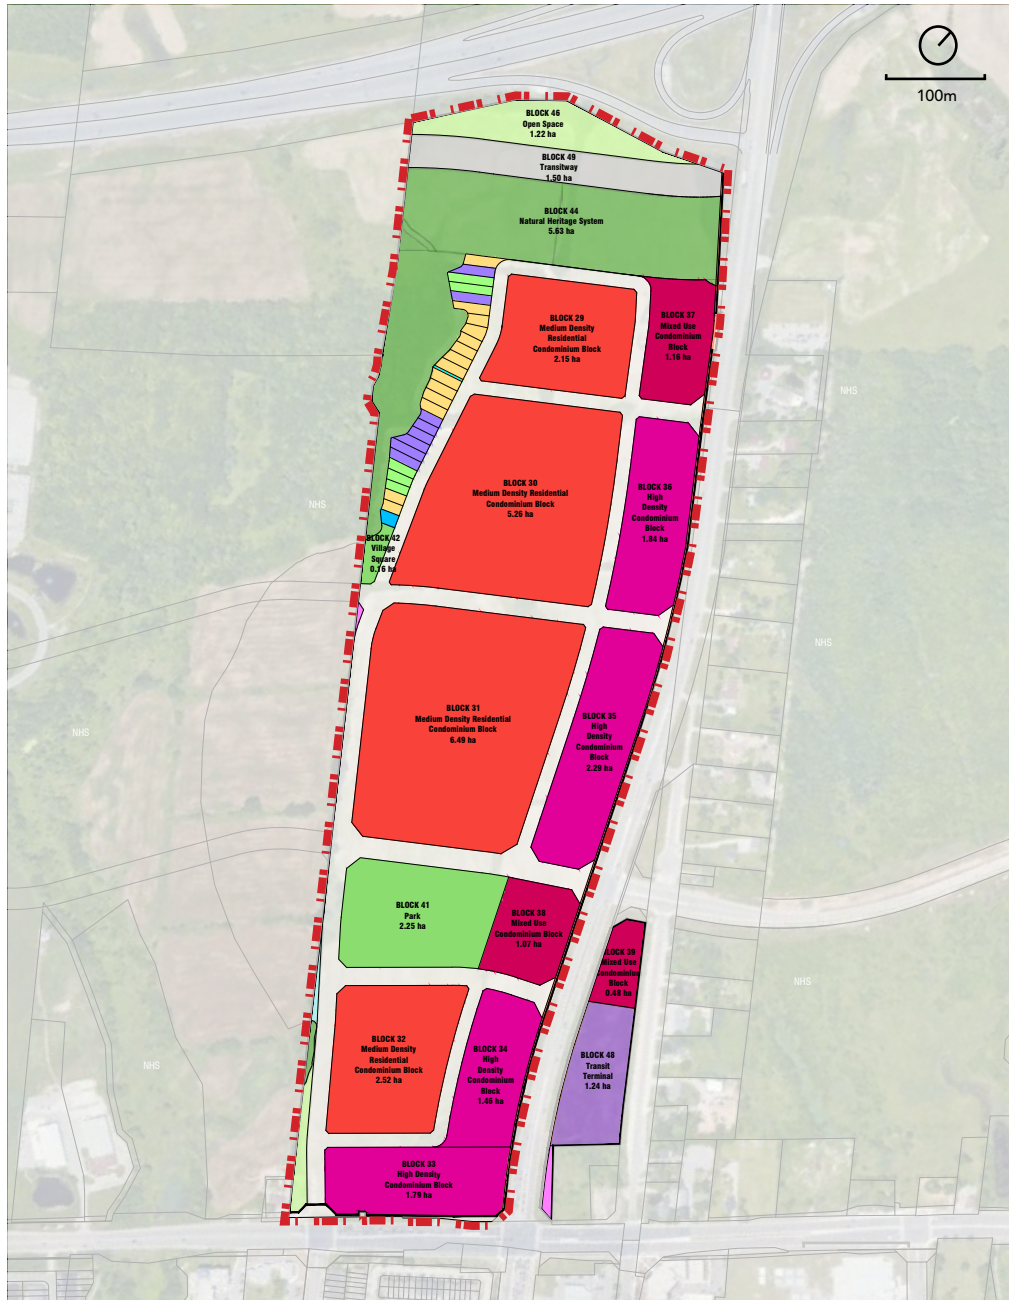 100m
BLOCK 46
Open Space
1.22 ha
BLOCK 49
Transitway
1.50 ha
BLOCK 44
Natural Heritage System
5.63 ha
BLOCK 29
Medium Density
Residential
Condominium Block
2.15 ha
BLOCK 37
Mixed Use
Condominium
Block
1.16 ha
NHS
BLOCK 30
Medium Density Residential
Condominium Block
5.26 ha
BLOCK 36
High
Density
Condominium
Block
1.84 ha
NHS
BLOCK 42
Village
Square
0.16 ha
NHS
BLOCK 31
Medium Density Residential
Condominium Block
6.49 ha
BLOCK 35
High
Density
Condominium
Block
2.29 ha
NHS
BLOCK 41
Park
2.25 ha
BLOCK 38
Mixed Use
Condominium Block
1.07 ha
BLOCK 39
Mixed Use
Condominium
Block
0.48 ha
NHS
BLOCK 32
Medium Density
Residential
Condominium Block
2.52 ha
BLOCK 34
High
Density
Condominium
Block
1.46 ha
BLOCK 48
Transit
Terminal
1.24 ha
NHS
BLOCK 33
High Density
Condominium Block
1.79 ha